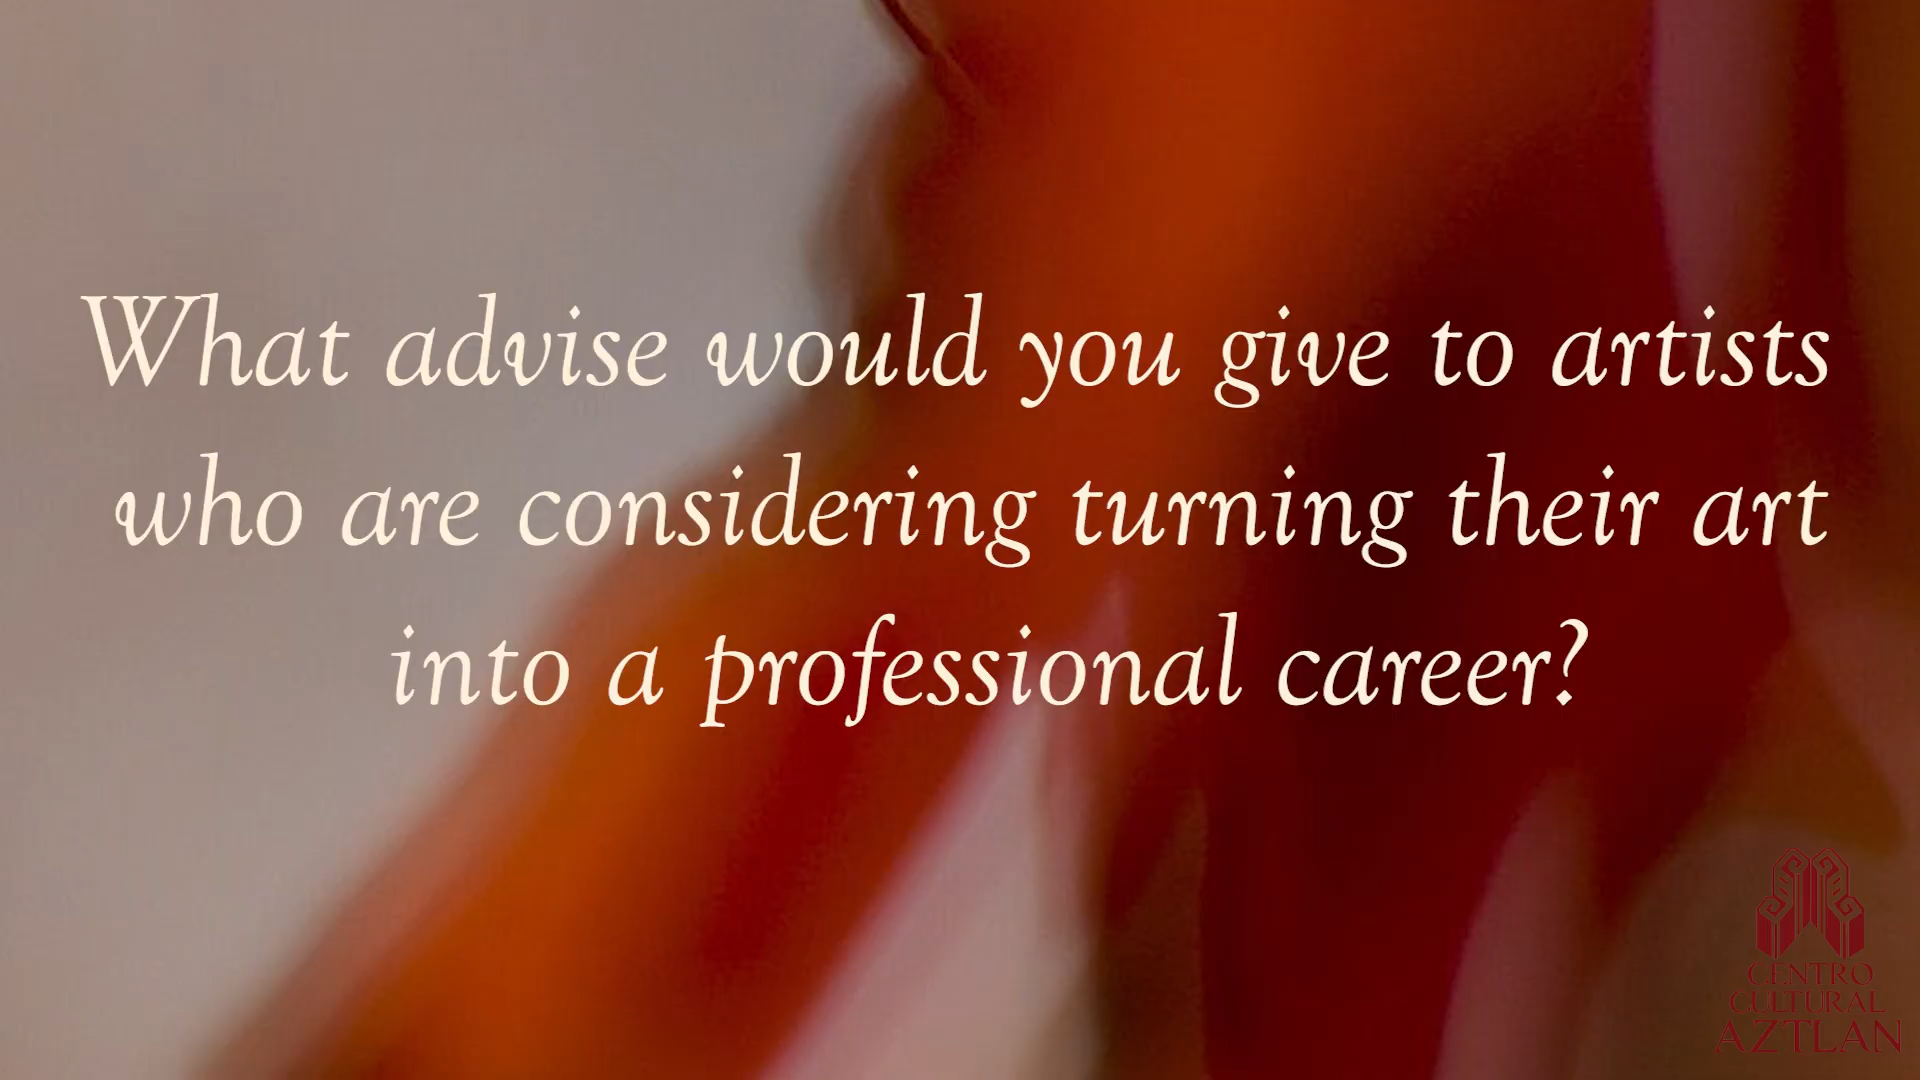 What advise would you give to artists
who are considering turning their art
into a professional career?
CENTRO
CULTURAL
AZTLAN